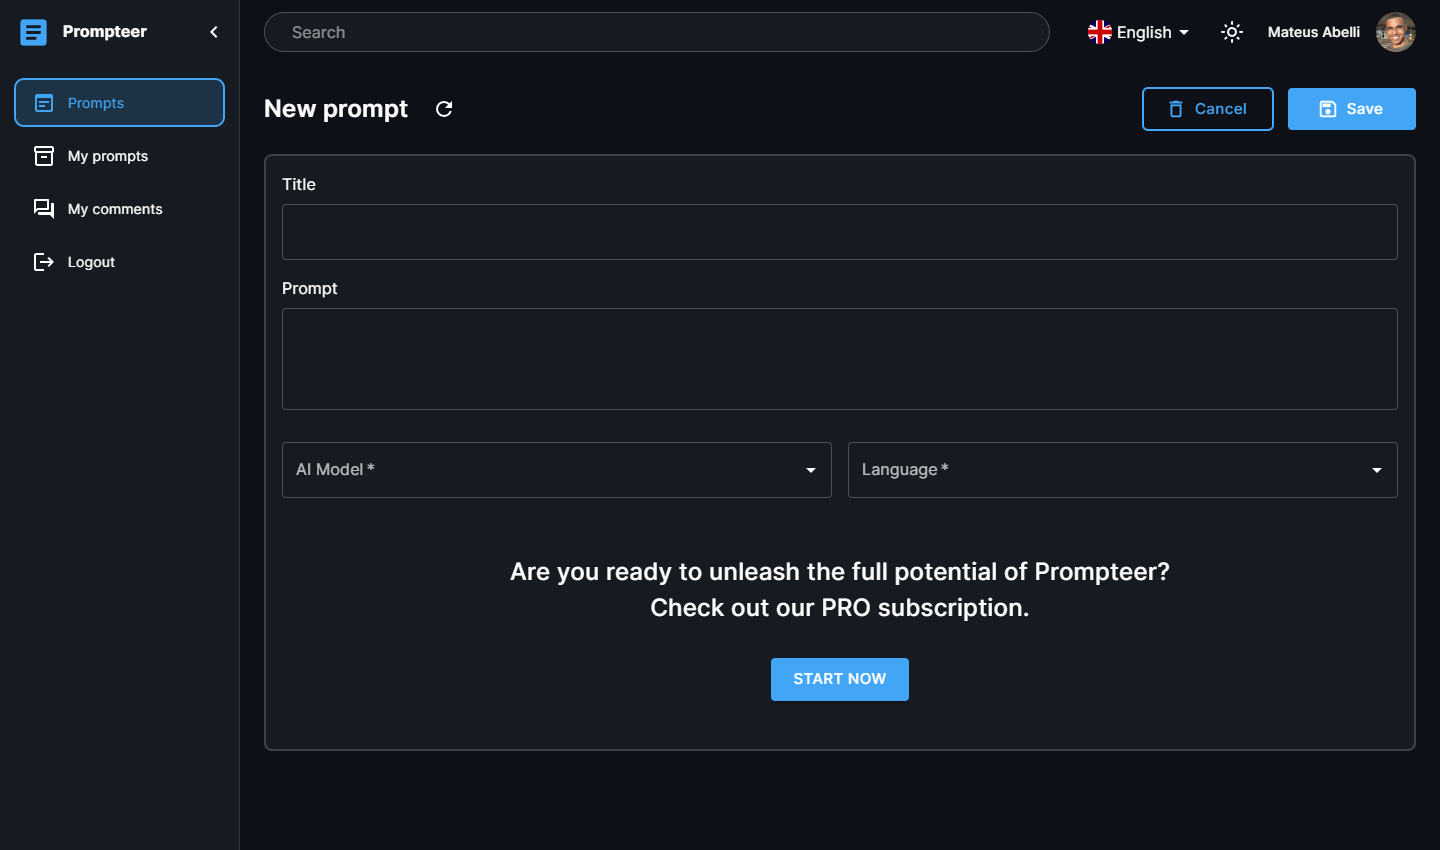 Prompteer
Search
English
Mateus Abelli
Prompts
My prompts
My comments
Logout
New prompt
Cancel
Save
Title
Prompt
AI Model *
Language *
Are you ready to unleash the full potential of Prompteer?
Check out our PRO subscription.
START NOW